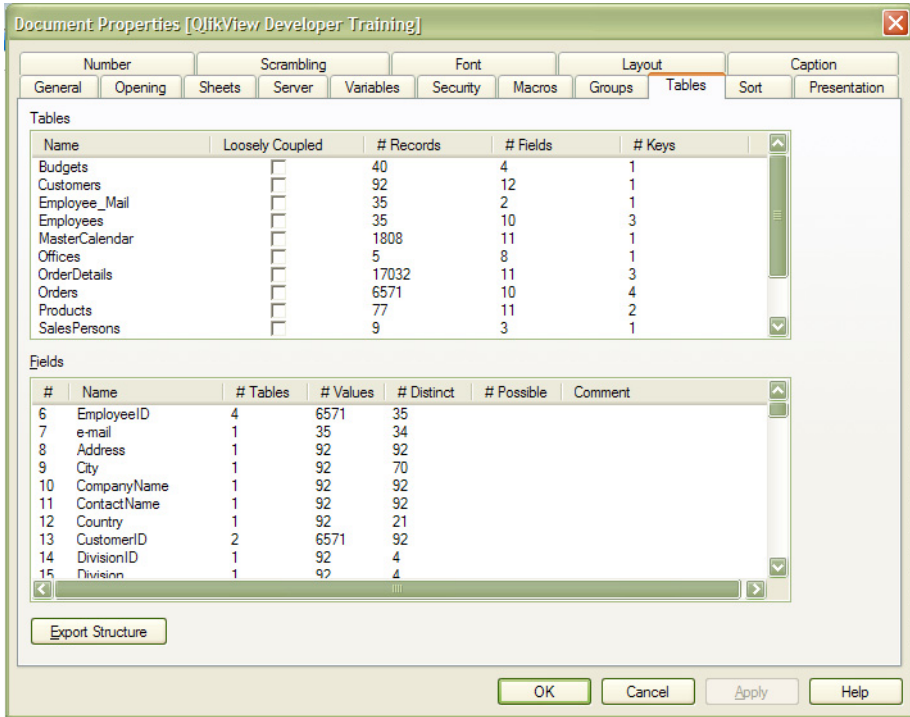 Document Properties [QlikView Developer Training]
Number Scrambling Font Layout Caption
General Opening Sheets Server Variables Security Macros Groups Tables Sort Presentation
Tables
Name Loosely Coupled # Records # Fields # Keys
Budgets 40 4 1
Customers 92 12 1
Employee_Mail 35 2 1
Employees 35 10 3
MasterCalendar 1808 11 1
Offices 5 8 1
OrderDetails 17032 11 3
Orders 6571 10 4
Products 77 11 2
SalesPersons 9 3 1
Fields
# Name # Tables # Values # Distinct # Possible Comment
6 EmployeeID 4 6571 35
7 e-mail 1 35 34
8 Address 1 92 92
9 City 1 92 70
10 CompanyName 1 92 92
11 ContactName 1 92 92
12 Country 1 92 21
13 CustomerID 2 6571 92
14 DivisionID 1 92 4
15 Division 1 92 4
Export Structure
OK Cancel Apply Help